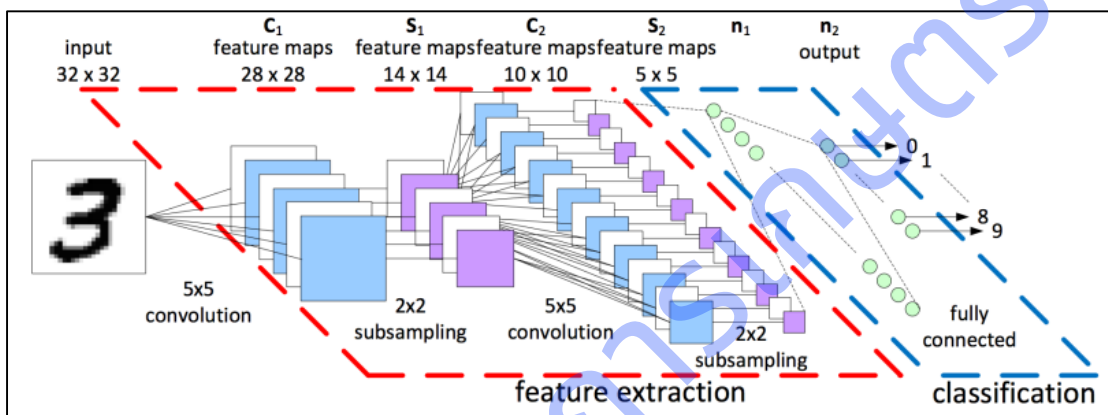 C₁ S₁ C₂ S₂ n₁ n₂
input feature maps feature maps feature maps feature maps output
32 x 32 28 x 28 14 x 14 10 x 10 5 x 5
0
1
8
9
5x5 convolution
2x2 subsampling
5x5 convolution
2x2 subsampling
fully connected
feature extraction
classification